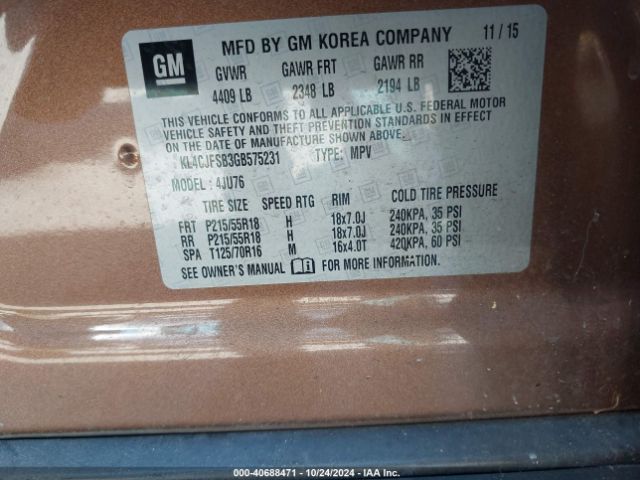 GM
MFD BY GM KOREA COMPANY 11 / 15
GVWR GAWR FRT GAWR RR
4409 LB 2348 LB 2194 LB
THIS VEHICLE CONFORMS TO ALL APPLICABLE U.S. FEDERAL MOTOR
VEHICLE SAFETY AND THEFT PREVENTION STANDARDS IN EFFECT
ON THE DATE OF MANUFACTURE SHOWN ABOVE.
KL4CJFSB3GB575231 TYPE: MPV
MODEL: 4JU76
TIRE SIZE SPEED RTG RIM COLD TIRE PRESSURE
FRT P215/55R18 H 18x7.0J 240KPA, 35 PSI
RR P215/55R18 H 18x7.0J 240KPA, 35 PSI
SPA T125/70R16 M 16x4.0T 420KPA, 60 PSI
SEE OWNER'S MANUAL FOR MORE INFORMATION.
000-40688471 - 10/24/2024 - IAA Inc.